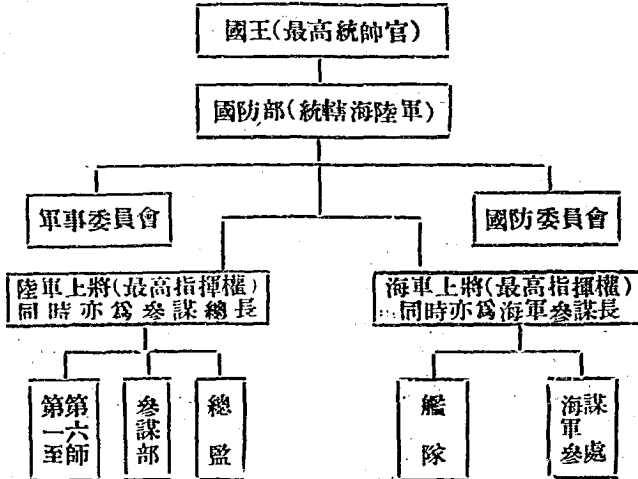 國王(最高統帥官)
國防部(統轄海陸軍)
軍事委員會
國防委員會
陸軍上將(最高指揮權)
同時亦為參謀總長
海軍上將(最高指揮權)
同時亦爲海軍參謀長
第一至
第六師
參謀部
總監
艦隊
海軍參
謀處